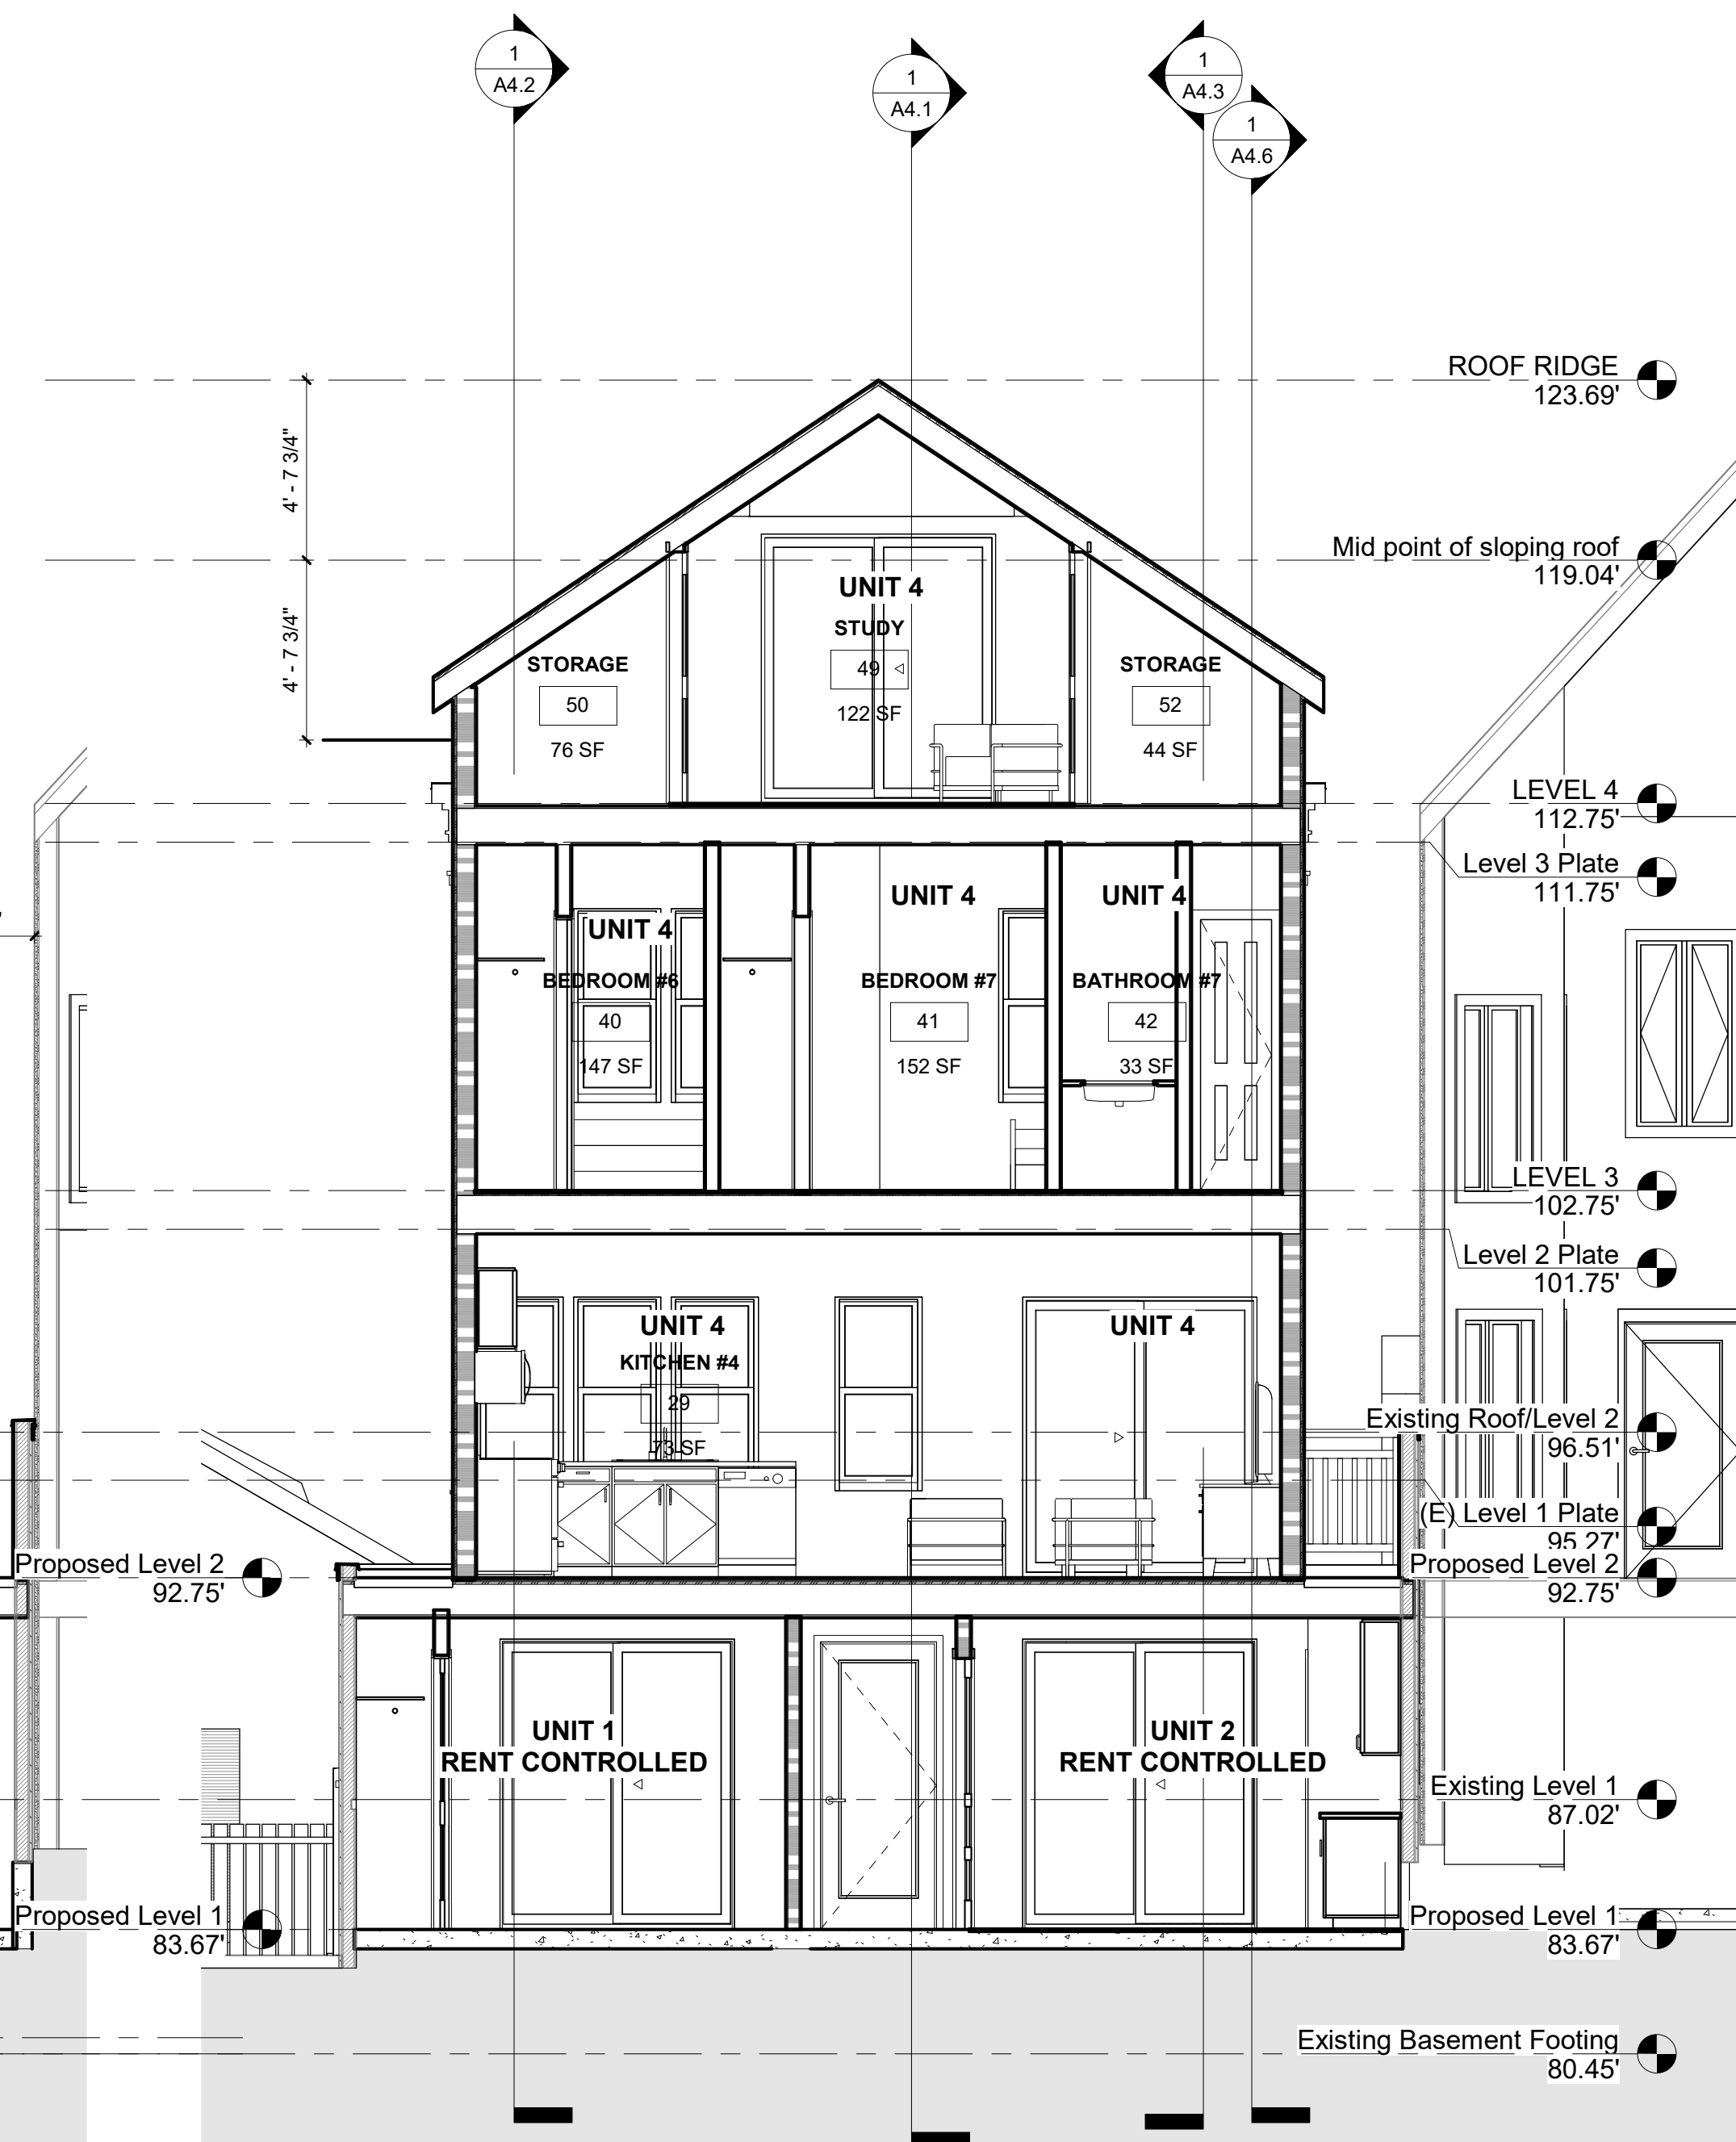 1
A4.2
1
A4.1
1
A4.3
1
A4.6
ROOF RIDGE
123.69'
4' - 7 3/4"
Mid point of sloping roof
119.04'
4' - 7 3/4"
UNIT 4
STUDY
49
122 SF
STORAGE
50
76 SF
STORAGE
52
44 SF
LEVEL 4
112.75'
Level 3 Plate
111.75'
UNIT 4
BEDROOM #6
40
147 SF
UNIT 4
BEDROOM #7
41
152 SF
UNIT 4
BATHROOM #7
42
33 SF
LEVEL 3
102.75'
Level 2 Plate
101.75'
UNIT 4
KITCHEN #4
29
73 SF
UNIT 4
Existing Roof/Level 2
96.51'
(E) Level 1 Plate
95.27'
Proposed Level 2
92.75'
Proposed Level 2
92.75'
UNIT 1
RENT CONTROLLED
UNIT 2
RENT CONTROLLED
Existing Level 1
87.02'
Proposed Level 1
83.67'
Proposed Level 1
83.67'
Existing Basement Footing
80.45'